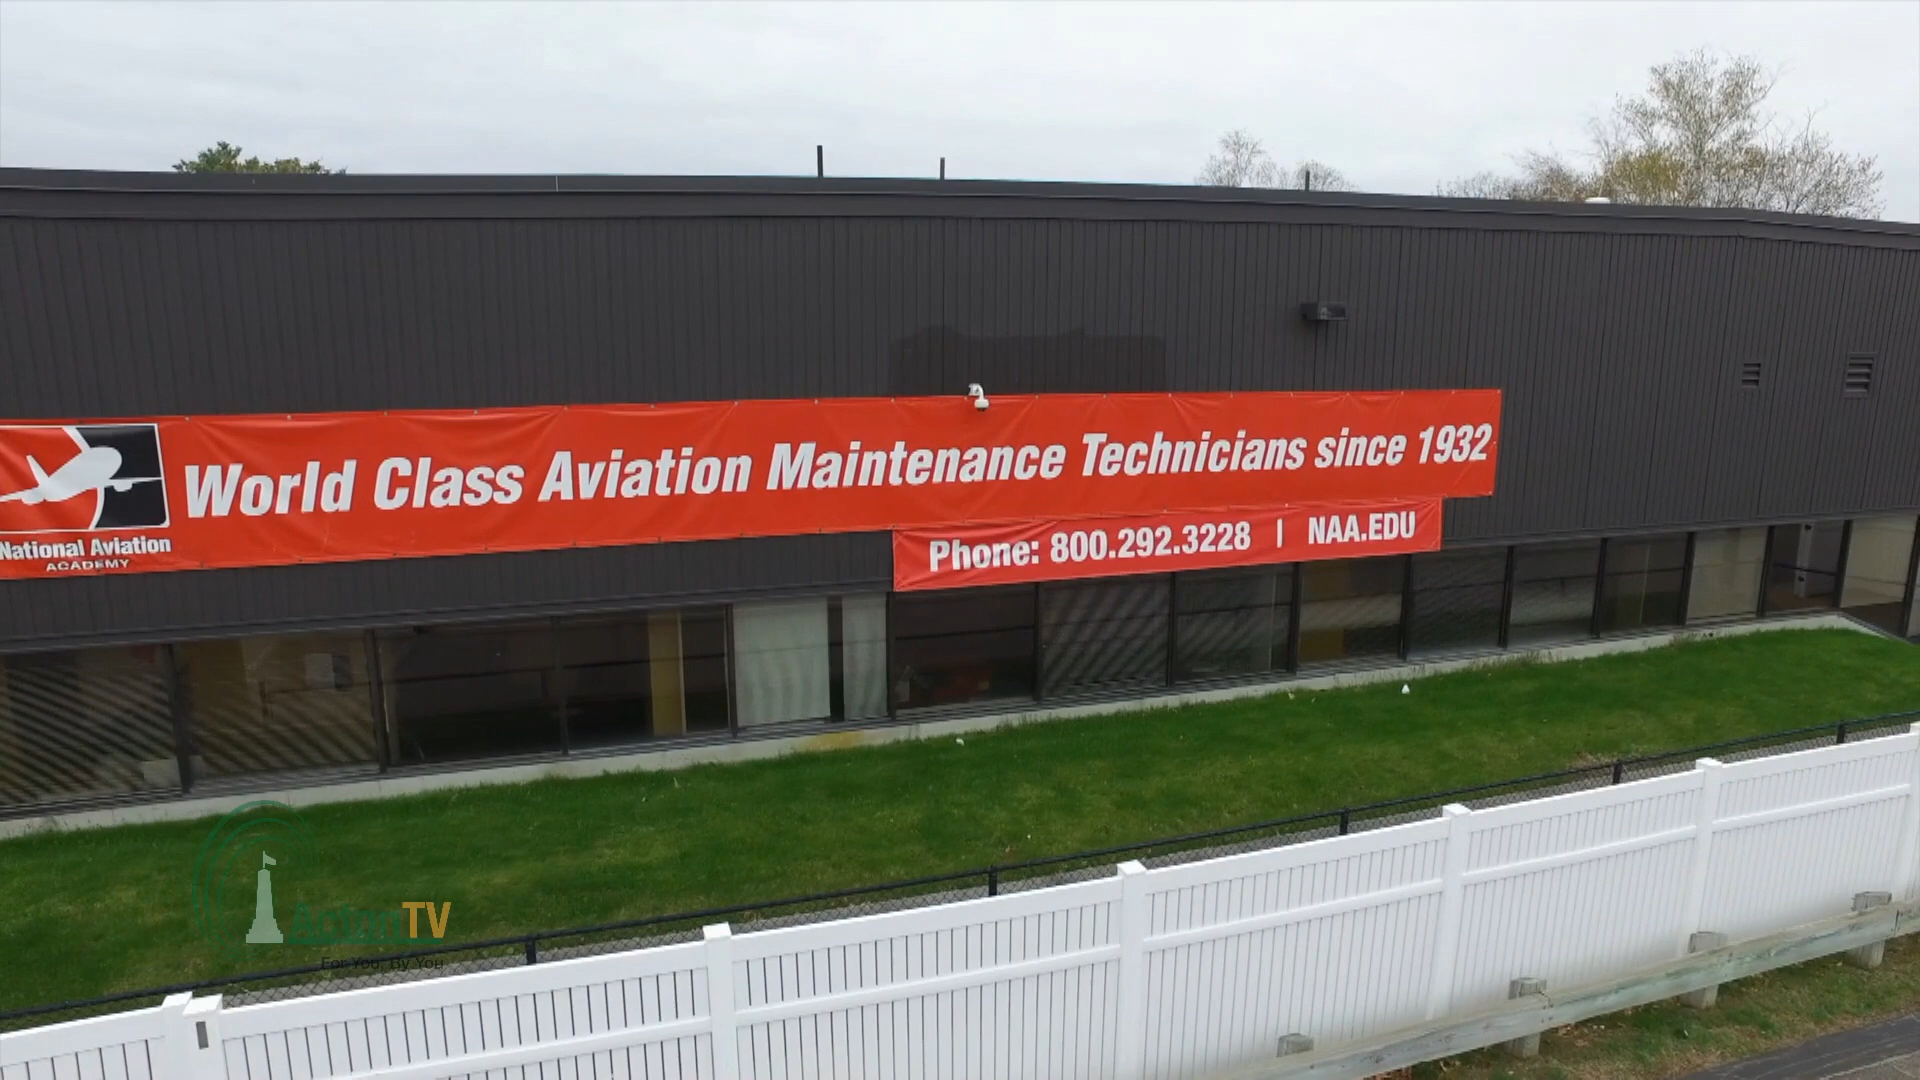 World Class Aviation Maintenance Technicians since 1932
National Aviation
ACADEMY
Phone: 800.292.3228 | NAA.EDU
ActonTV
For You, By You